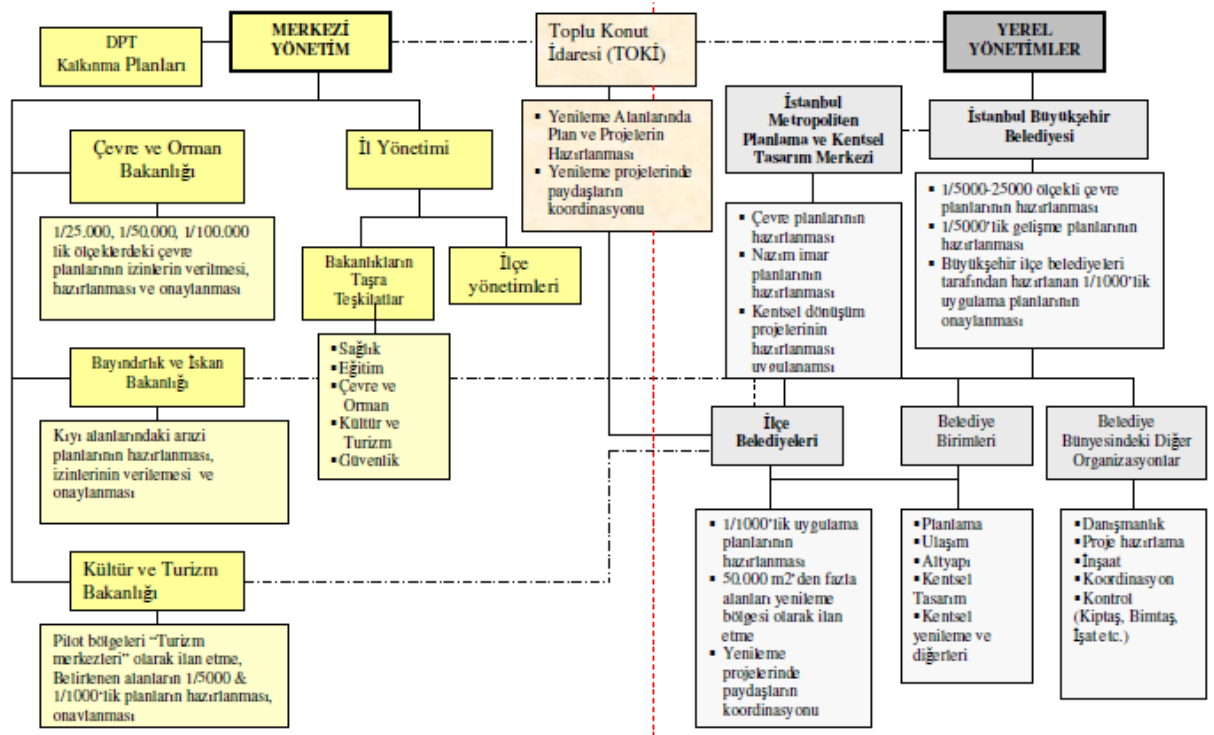 DPT
Kalkınma Planları
MERKEZİ
YÖNETİM
Toplu Konut
İdaresi (TOKİ)
YEREL
YÖNETİMLER
Çevre ve Orman
Bakanlığı
1/25.000, 1/50.000, 1/100.000
lik ölçeklerdeki çevre
planlarının izinlerin verilmesi,
hazırlanması ve onaylanması
Bayındırlık ve İskan
Bakanlığı
Kıyı alanlarındaki arazi
planlarının hazırlanması,
izinlerinin verilemesi ve
onaylanması
Kültür ve Turizm
Bakanlığı
Pilot bölgeleri "Turizm
merkezleri" olarak ilan etme,
Belirlenen alanların 1/5000 &
1/1000'lik planların hazırlanması,
onaylanması
İl Yönetimi
Bakanlıkların
Taşra
Teşkilatlar
İlçe
yönetimleri
▪Sağlık
▪Eğitim
▪Çevre ve
Orman
▪Kültür ve
Turizm
▪Güvenlik
▪ Yenileme Alanlarında
Plan ve Projelerin
Hazırlanması
▪ Yenileme projelerinde
paydaşların
koordinasyonu
İstanbul
Metropoliten
Planlama ve Kentsel
Tasarım Merkezi
▪ Çevre planlarının
hazırlanması
▪ Nazım imar
planlarının
hazırlanması
▪ Kentsel dönüşüm
projelerinin
hazırlanması
uygulanamsı
İstanbul Büyükşehir
Belediyesi
▪ 1/5000-25000 ölçekli çevre
planlarının hazırlanması
▪ 1/5000'lik gelişme planlarının
hazırlanması
▪ Büyükşehir ilçe belediyeleri
tarafından hazırlanan 1/1000'lik
uygulama planlarının
onaylanması
İlçe
Belediyeleri
▪ 1/1000'lik uygulama
planlarının
hazırlanması
▪ 50.000 m2'den fazla
alanları yenileme
bölgesi olarak ilan
etme
▪ Yenileme
projelerinde
paydaşların
koordinasyonu
Belediye
Birimleri
▪Planlama
▪Ulaşım
▪Altyapı
▪Kentsel
Tasarım
▪Kentsel
yenileme ve
diğerleri
Belediye
Bünyesindeki Diğer
Organizasyonlar
▪Danışmanlık
▪Proje hazırlama
▪İnşaat
▪Koordinasyon
▪Kontrol
(Kiptaş, Bimtaş,
İşat etc.)